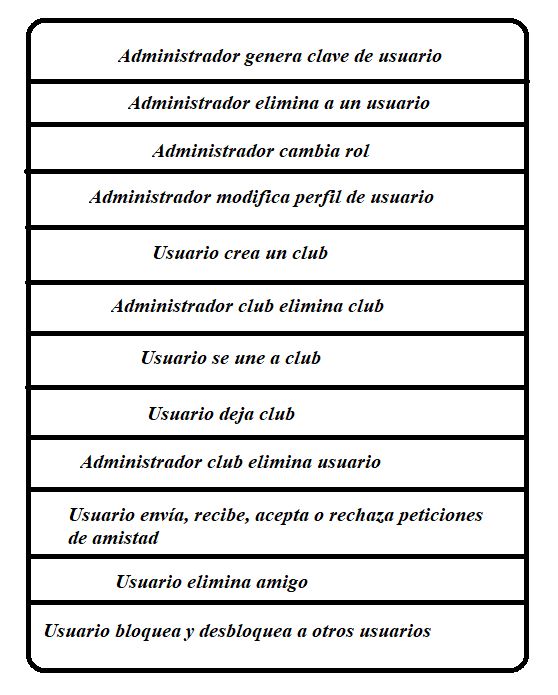 Administrador genera clave de usuario
Administrador elimina a un usuario
Administrador cambia rol
Administrador modifica perfil de usuario
Usuario crea un club
Administrador club elimina club
Usuario se une a club
Usuario deja club
Administrador club elimina usuario
Usuario envía, recibe, acepta o rechaza peticiones
de amistad
Usuario elimina amigo
Usuario bloquea y desbloquea a otros usuarios